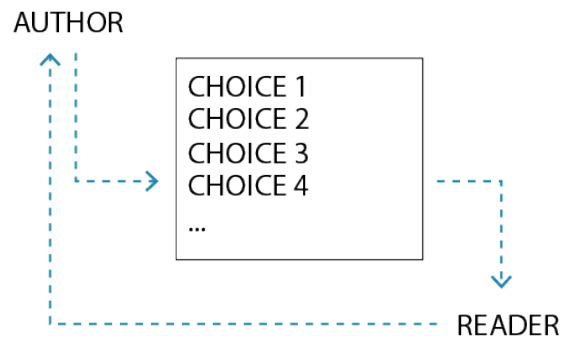 AUTHOR
CHOICE 1
CHOICE 2
CHOICE 3
CHOICE 4
...
READER